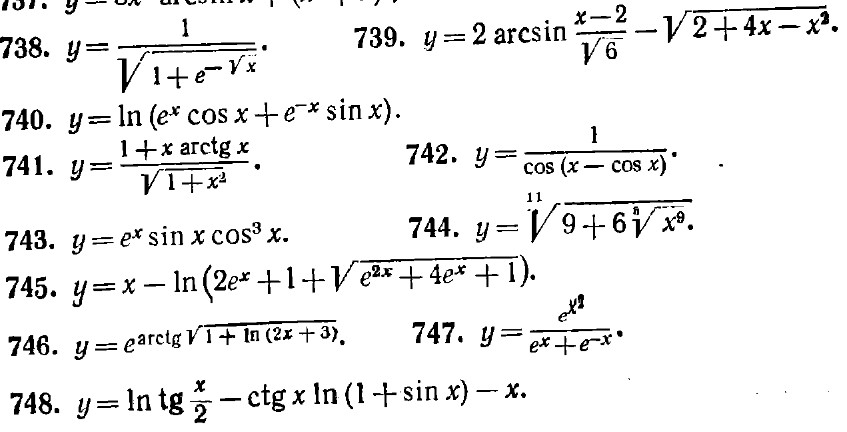 738. y = 1/√(1 + e^(−√x)). 739. y = 2 arcsin (x − 2)/√6 − √(2 + 4x − x²).
740. y = ln (e^x cos x + e^(−x) sin x).
741. y = (1 + x arctg x)/√(1 + x²). 742. y = 1/cos (x − cos x).
743. y = e^x sin x cos³ x. 744. y = ¹¹√(9 + 6 √(x⁹)).
745. y = x − ln (2e^x + 1 + √(e^(2x) + 4e^x + 1)).
746. y = e^(arctg √(1 + ln (2x + 3))). 747. y = e^(x²)/(e^x + e^(−x)).
748. y = ln tg x/2 − ctg x ln (1 + sin x) − x.